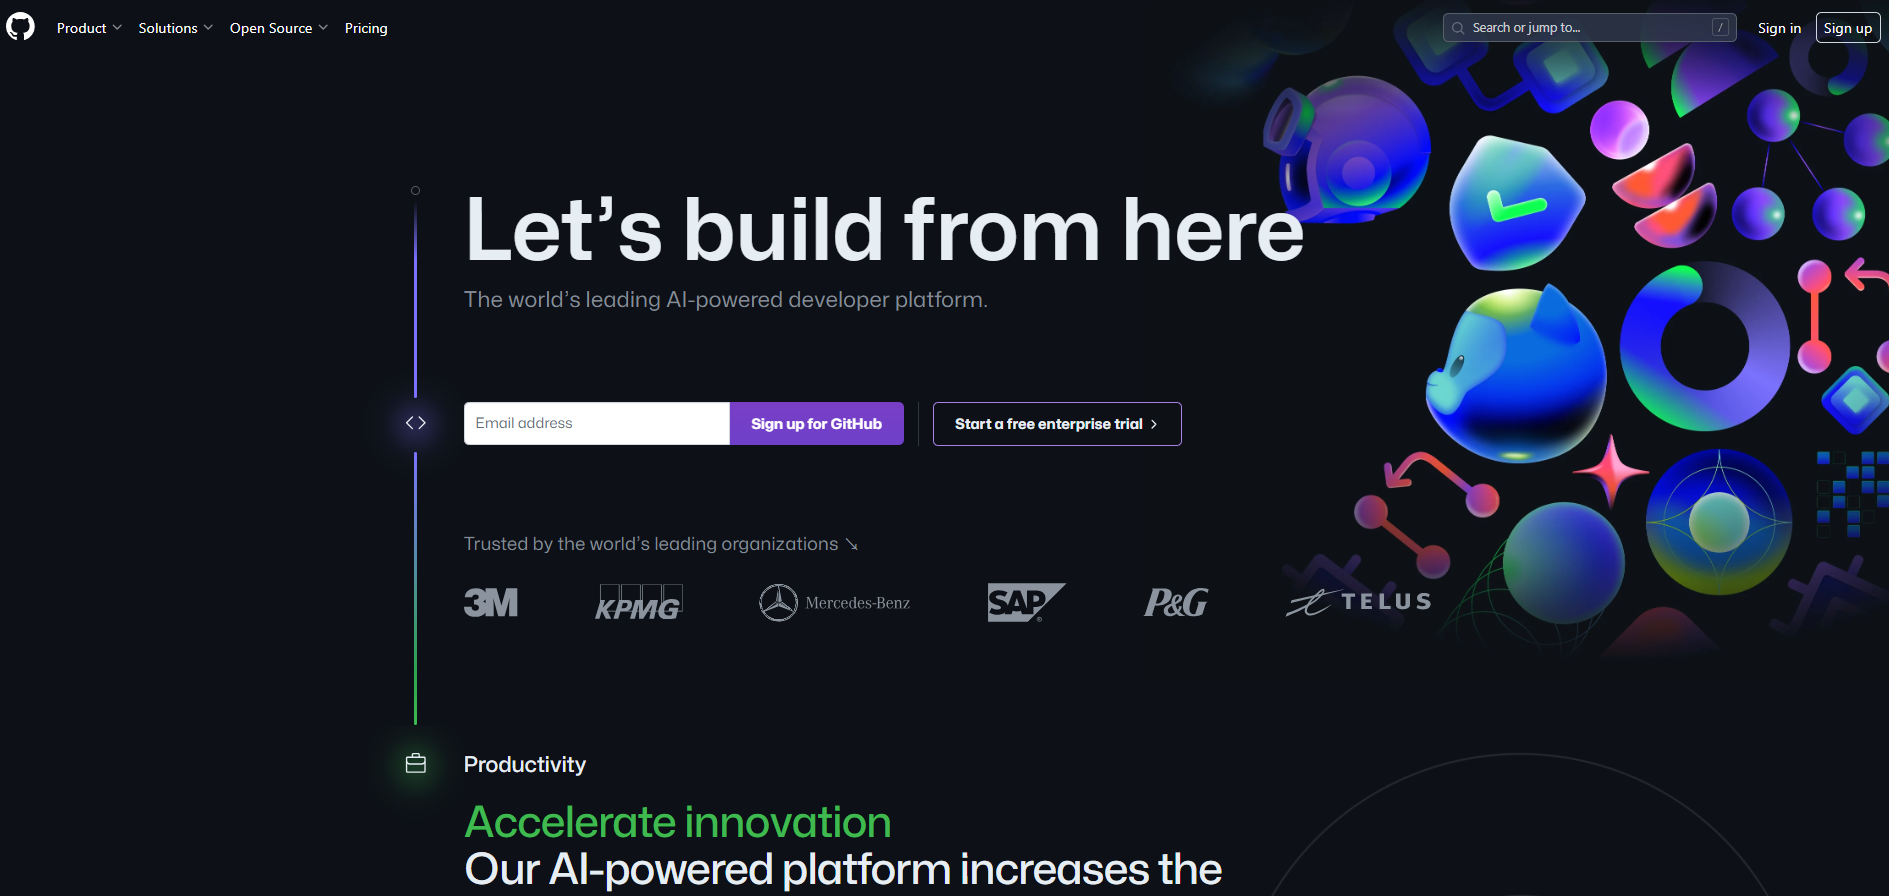 Product
Solutions
Open Source
Pricing
Search or jump to...
/
Sign in
Sign up
Let’s build from here
The world’s leading AI-powered developer platform.
Email address
Sign up for GitHub
Start a free enterprise trial
Trusted by the world’s leading organizations ↘
3M
KPMG
Mercedes-Benz
SAP
®
P&G
TELUS
Productivity
Accelerate innovation
Our AI-powered platform increases the